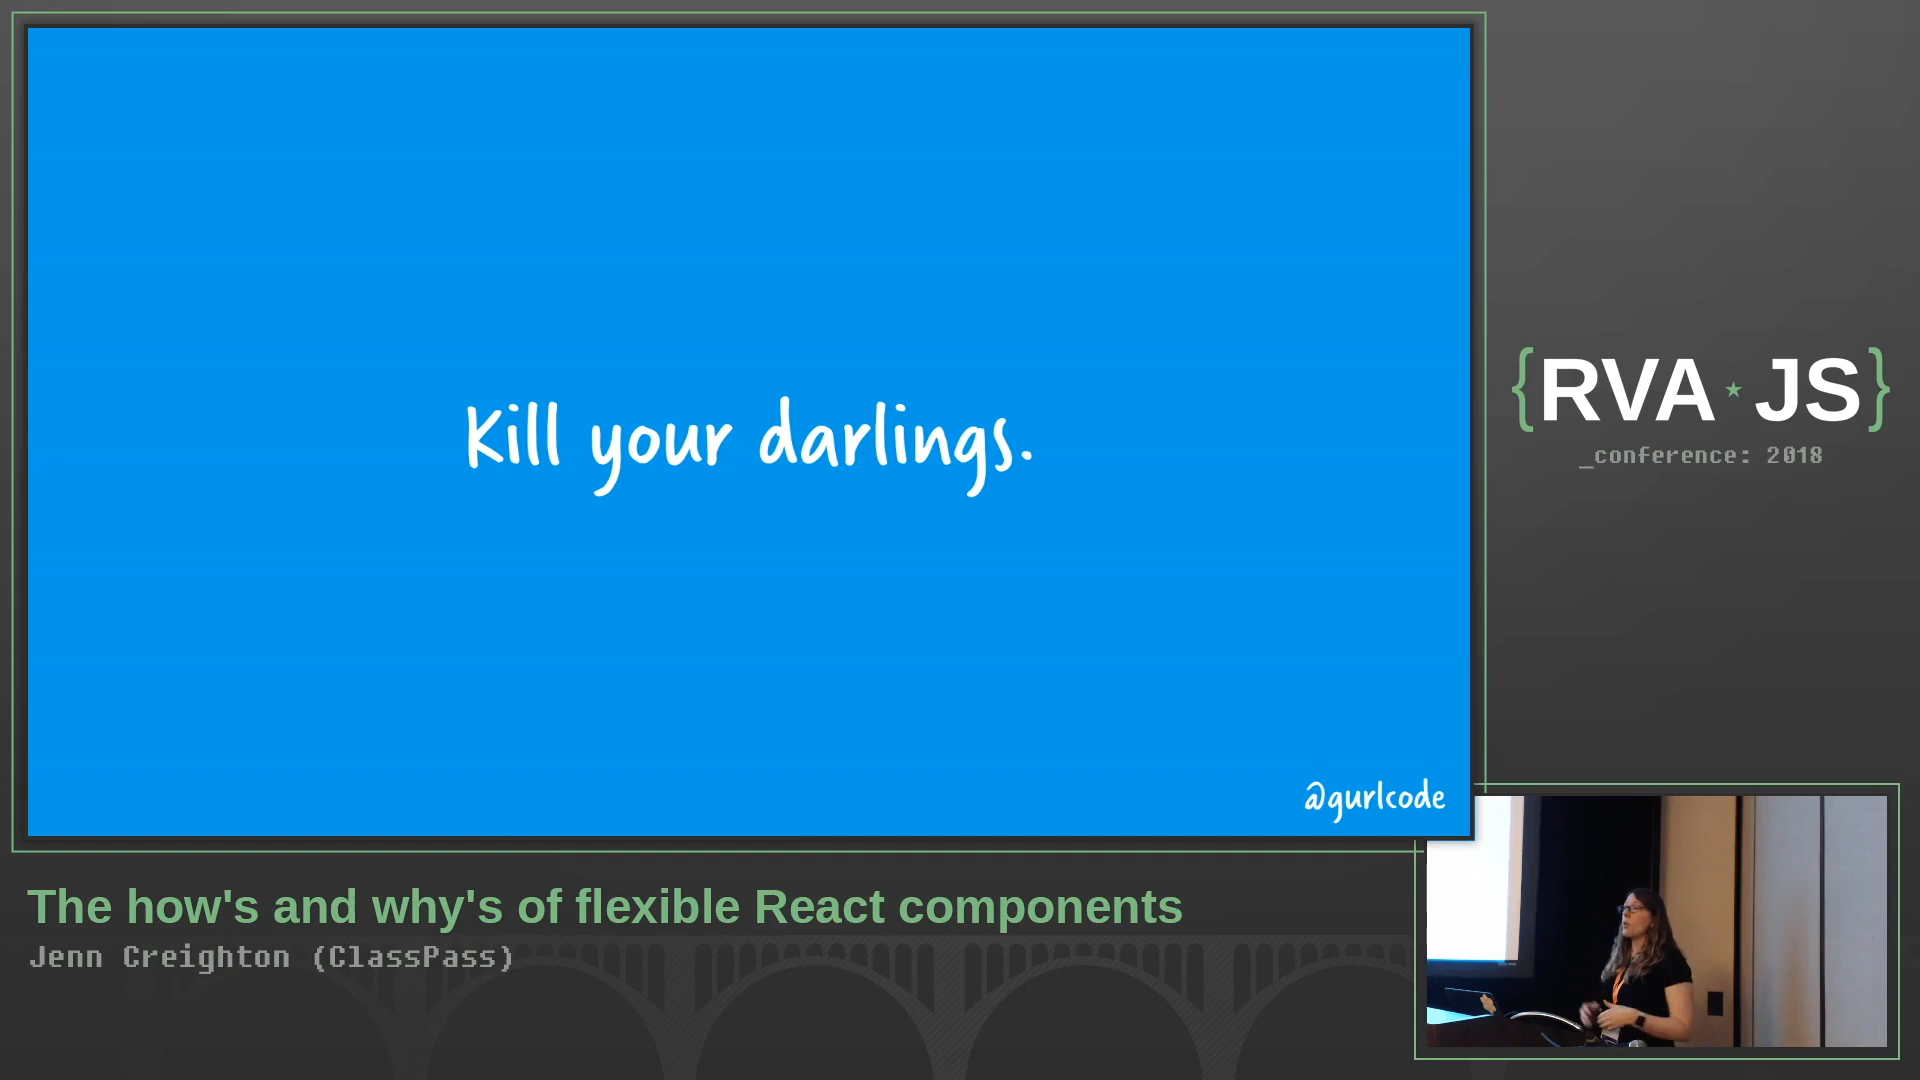 Kill your darlings.
@gurlcode
{RVA★JS}
_conference: 2018
The how's and why's of flexible React components
Jenn Creighton (ClassPass)